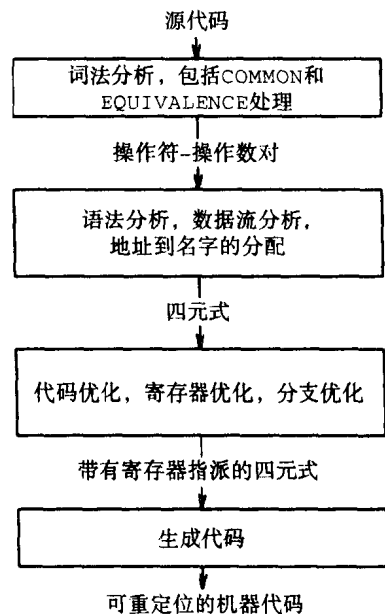 源代码
词法分析，包括COMMON和
EQUIVALENCE处理
操作符-操作数对
语法分析，数据流分析，
地址到名字的分配
四元式
代码优化，寄存器优化，分支优化
带有寄存器指派的四元式
生成代码
可重定位的机器代码